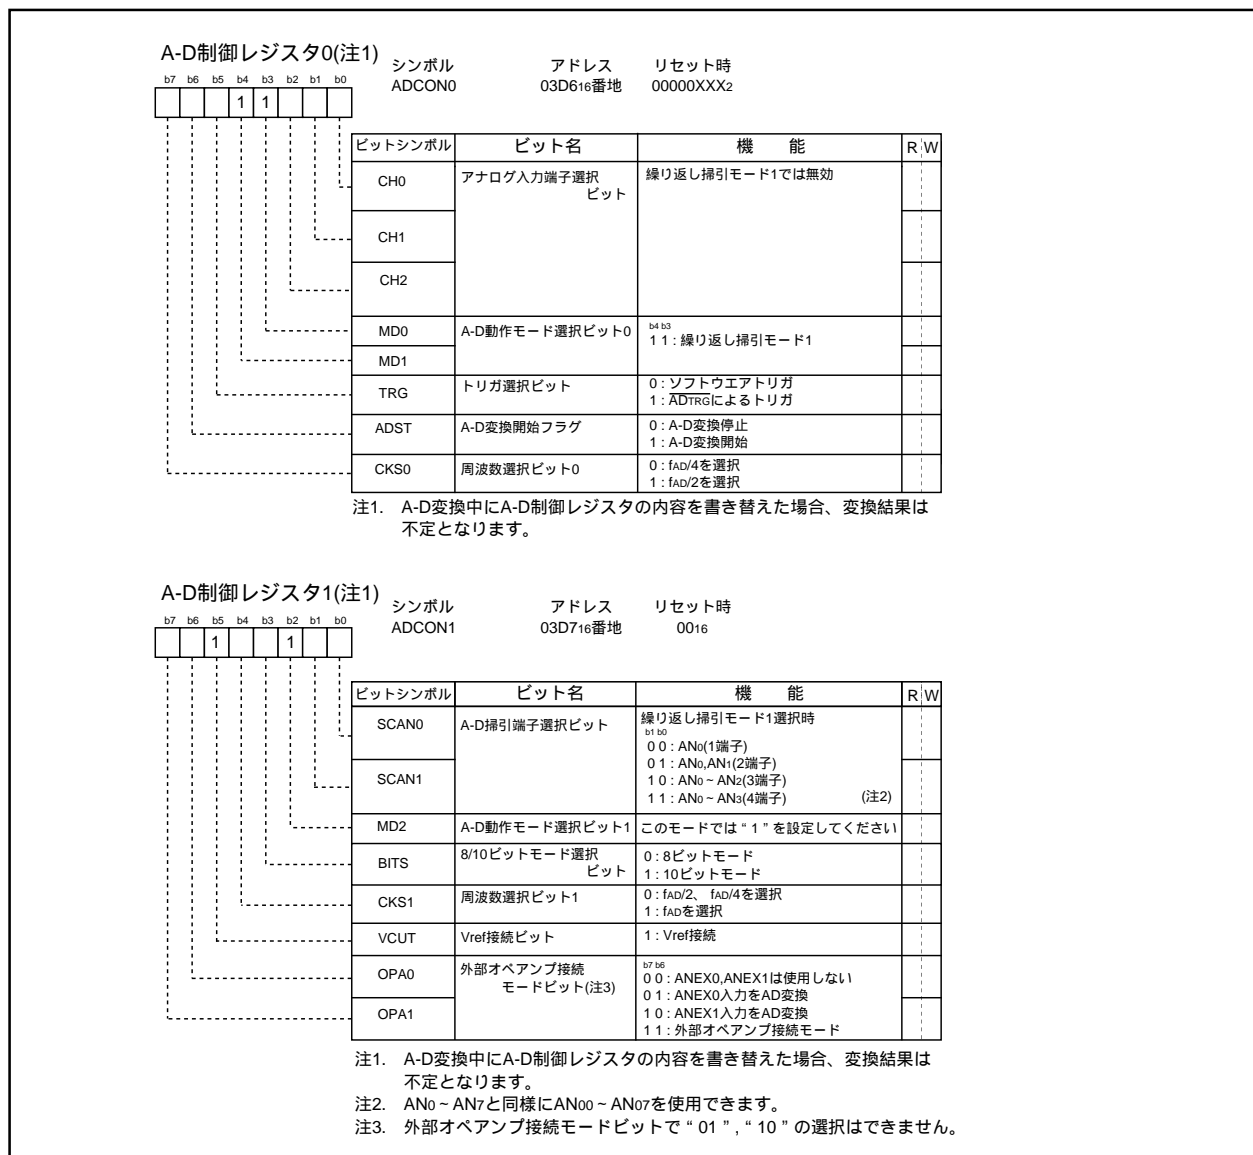 A-D制御レジスタ0(注1)
シンボル アドレス リセット時
ADCON0 03D616番地 00000XXX2
b7 b6 b5 b4 b3 b2 b1 b0
1 1
ビットシンボル ビット名 機 能 R W
CH0 アナログ入力端子選択 繰り返し掃引モード1では無効
ビット
CH1
CH2
MD0 A-D動作モード選択ビット0 b4 b3
1 1 : 繰り返し掃引モード1
MD1
TRG トリガ選択ビット 0 : ソフトウエアトリガ
1 : ADTRGによるトリガ
ADST A-D変換開始フラグ 0 : A-D変換停止
1 : A-D変換開始
CKS0 周波数選択ビット0 0 : fAD/4を選択
1 : fAD/2を選択
注1. A-D変換中にA-D制御レジスタの内容を書き替えた場合、変換結果は
不定となります。
A-D制御レジスタ1(注1)
シンボル アドレス リセット時
ADCON1 03D716番地 0016
b7 b6 b5 b4 b3 b2 b1 b0
1 1
ビットシンボル ビット名 機 能 R W
SCAN0 A-D掃引端子選択ビット 繰り返し掃引モード1選択時
b1 b0
0 0 : AN0(1端子)
0 1 : AN0,AN1(2端子)
SCAN1 1 0 : AN0 ~ AN2(3端子)
1 1 : AN0 ~ AN3(4端子) (注2)
MD2 A-D動作モード選択ビット1 このモードでは “ 1 ” を設定してください
BITS 8/10ビットモード選択 0 : 8ビットモード
ビット 1 : 10ビットモード
CKS1 周波数選択ビット1 0 : fAD/2、 fAD/4を選択
1 : fADを選択
VCUT Vref接続ビット 1 : Vref接続
OPA0 外部オペアンプ接続 b7 b6
モードビット(注3) 0 0 : ANEX0,ANEX1は使用しない
0 1 : ANEX0入力をAD変換
OPA1 1 0 : ANEX1入力をAD変換
1 1 : 外部オペアンプ接続モード
注1. A-D変換中にA-D制御レジスタの内容を書き替えた場合、変換結果は
不定となります。
注2. AN0 ~ AN7と同様にAN00 ~ AN07を使用できます。
注3. 外部オペアンプ接続モードビットで “ 01 ” , “ 10 ” の選択はできません。